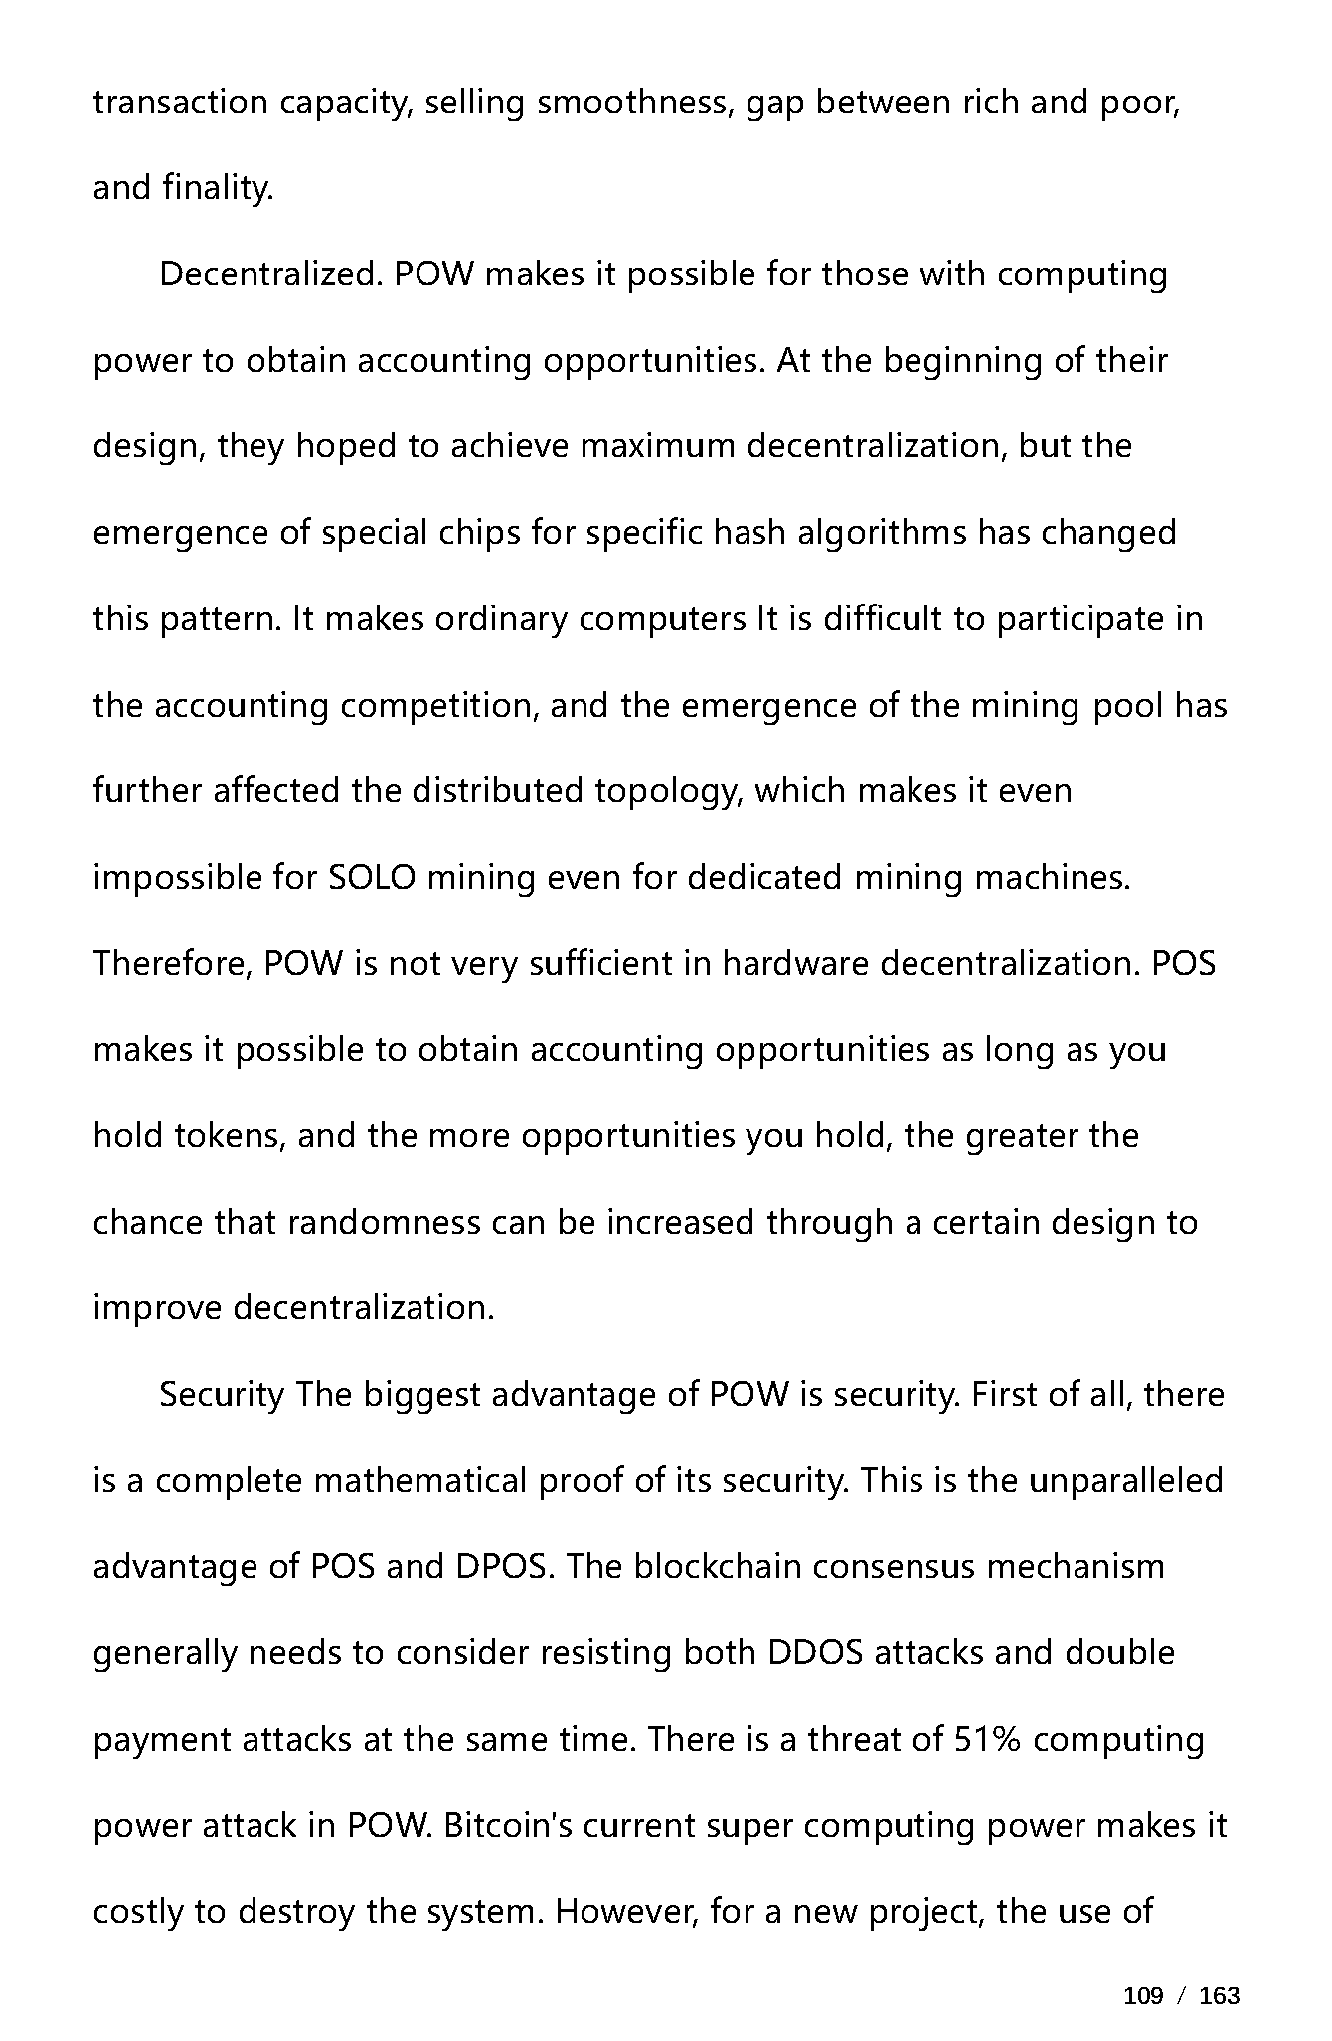 transaction capacity, selling smoothness, gap between rich and poor,
and finality.
Decentralized. POW makes it possible for those with computing
power to obtain accounting opportunities. At the beginning of their
design, they hoped to achieve maximum decentralization, but the
emergence of special chips for specific hash algorithms has changed
this pattern. It makes ordinary computers It is difficult to participate in
the accounting competition, and the emergence of the mining pool has
further affected the distributed topology, which makes it even
impossible for SOLO mining even for dedicated mining machines.
Therefore, POW is not very sufficient in hardware decentralization. POS
makes it possible to obtain accounting opportunities as long as you
hold tokens, and the more opportunities you hold, the greater the
chance that randomness can be increased through a certain design to
improve decentralization.
Security The biggest advantage of POW is security. First of all, there
is a complete mathematical proof of its security. This is the unparalleled
advantage of POS and DPOS. The blockchain consensus mechanism
generally needs to consider resisting both DDOS attacks and double
payment attacks at the same time. There is a threat of 51% computing
power attack in POW. Bitcoin's current super computing power makes it
costly to destroy the system. However, for a new project, the use of
109 / 163